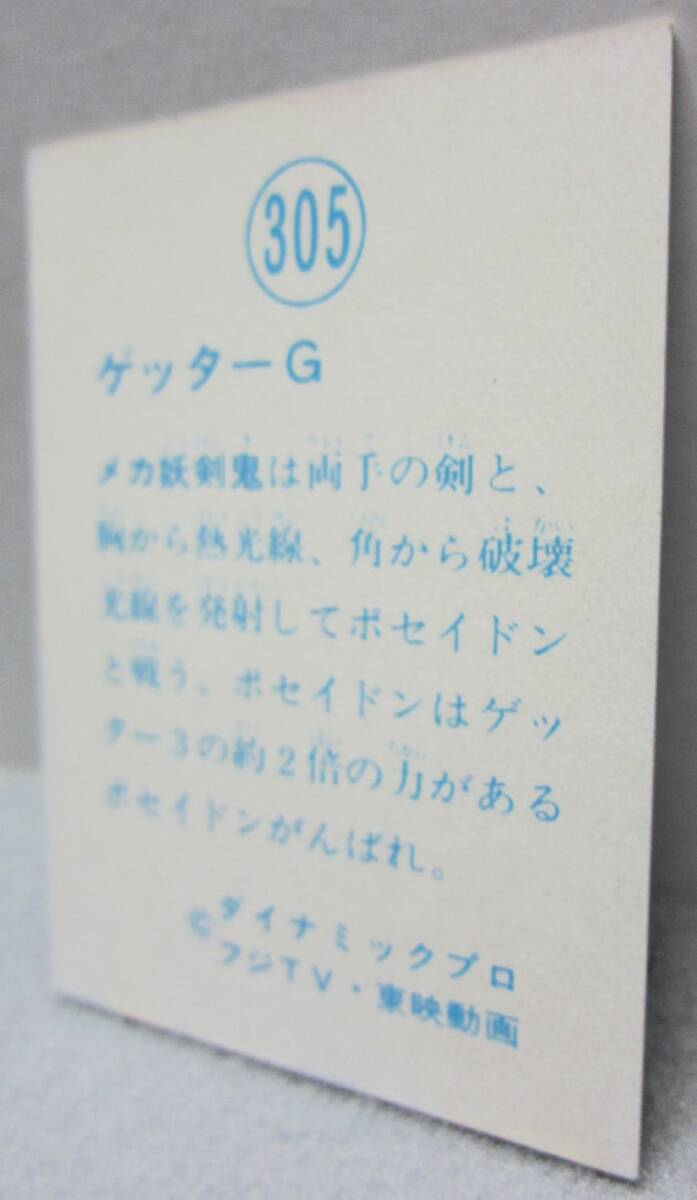 305
ゲッターG
メカ妖剣鬼は両手の剣と、
胸から熱光線、角から破壊
光線を発射してポセイドン
と戦う。ポセイドンはゲッ
ター3の約2倍の力がある
ポセイドンがんばれ。
©ダイナミックプロ
フジTV・東映動画